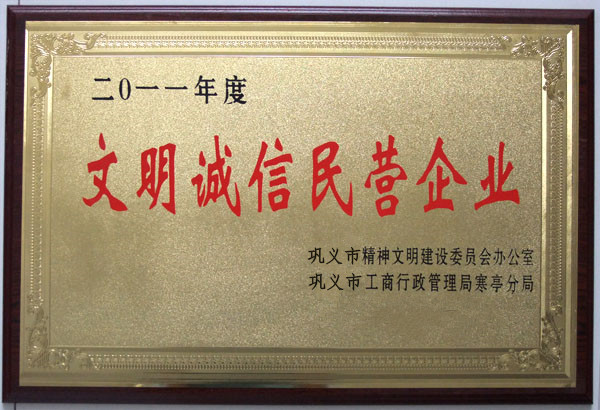 二0一一年度
文明诚信民营企业
巩义市精神文明建设委员会办公室
巩义市工商行政管理局寒亭分局